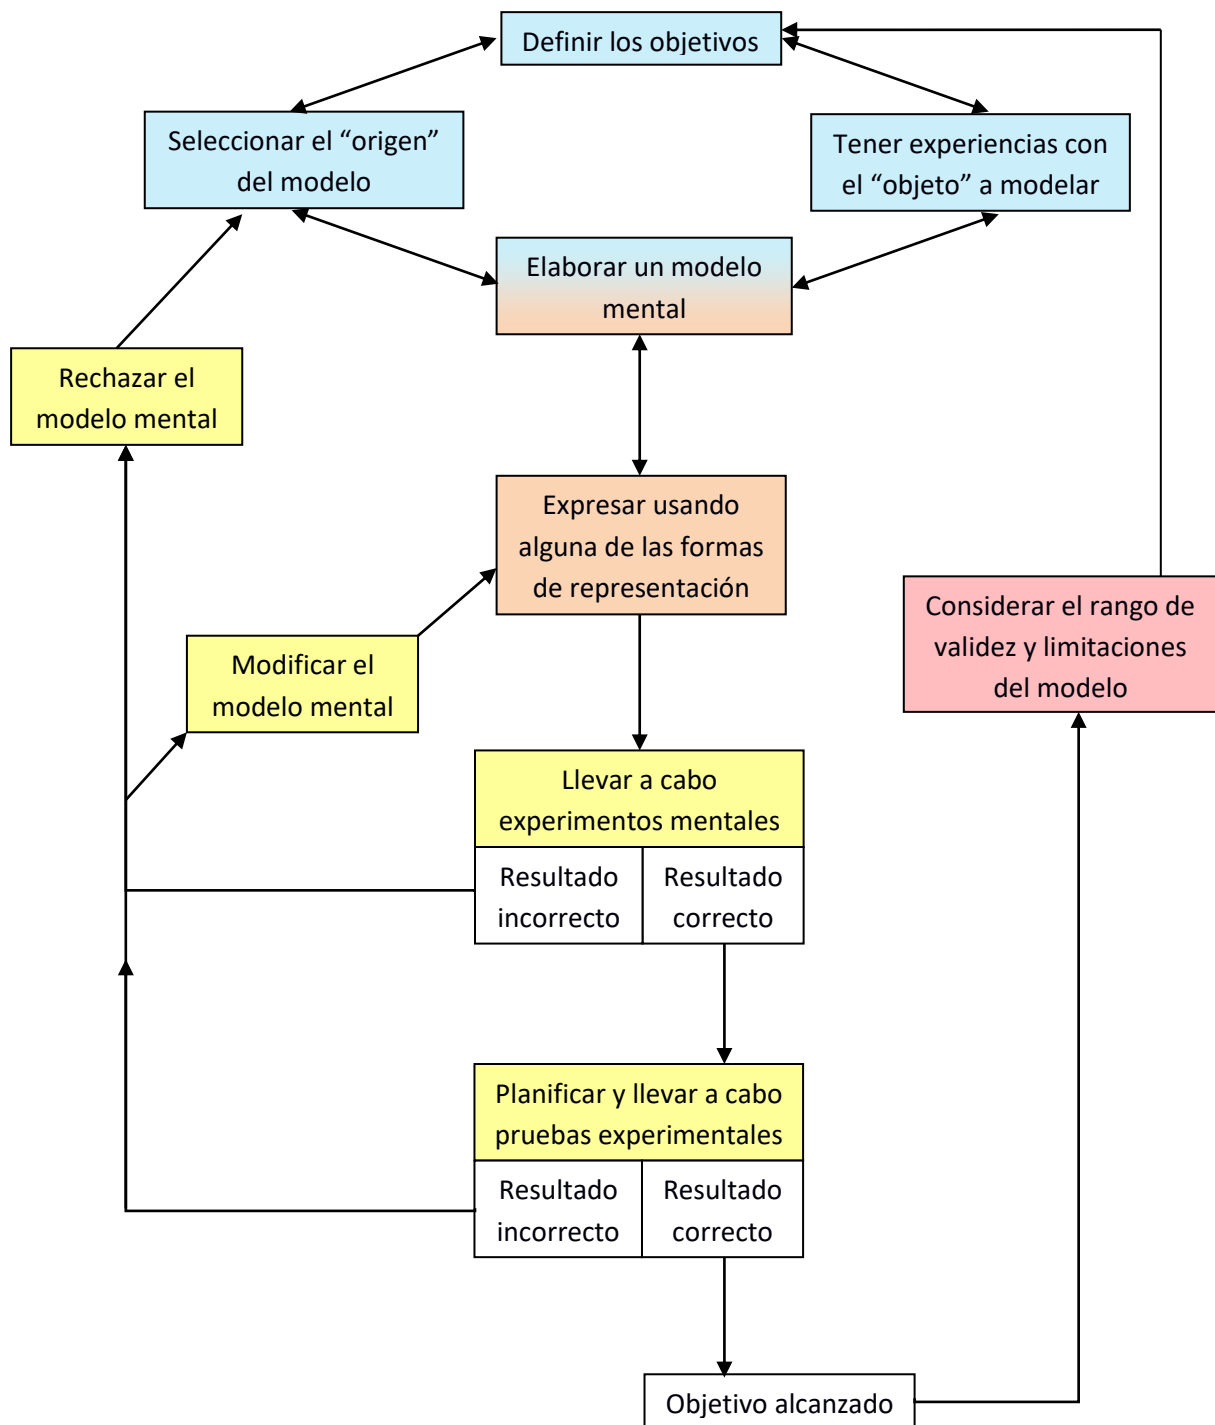 Definir los objetivos
Seleccionar el “origen”
del modelo
Tener experiencias con
el “objeto” a modelar
Elaborar un modelo
mental
Rechazar el
modelo mental
Expresar usando
alguna de las formas
de representación
Considerar el rango de
validez y limitaciones
del modelo
Modificar el
modelo mental
Llevar a cabo
experimentos mentales
Resultado
incorrecto
Resultado
correcto
Planificar y llevar a cabo
pruebas experimentales
Resultado
incorrecto
Resultado
correcto
Objetivo alcanzado